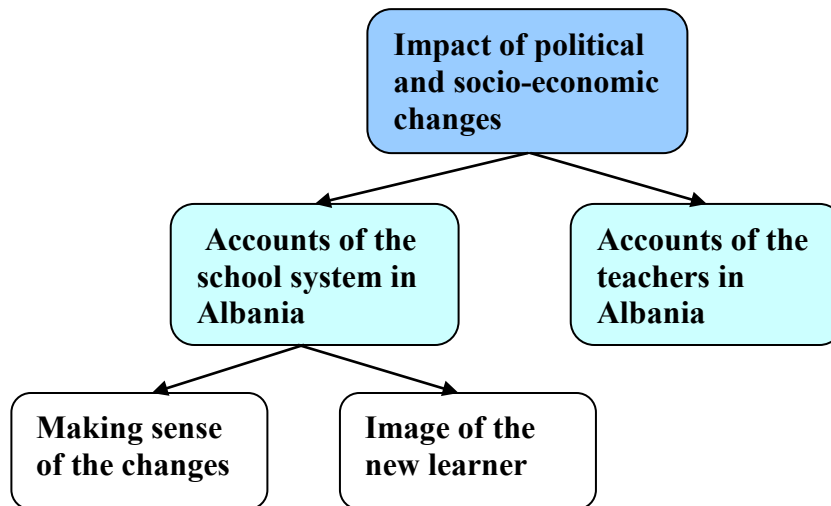 Impact of political
and socio-economic
changes
Accounts of the
school system in
Albania
Accounts of the
teachers in
Albania
Making sense
of the changes
Image of the
new learner